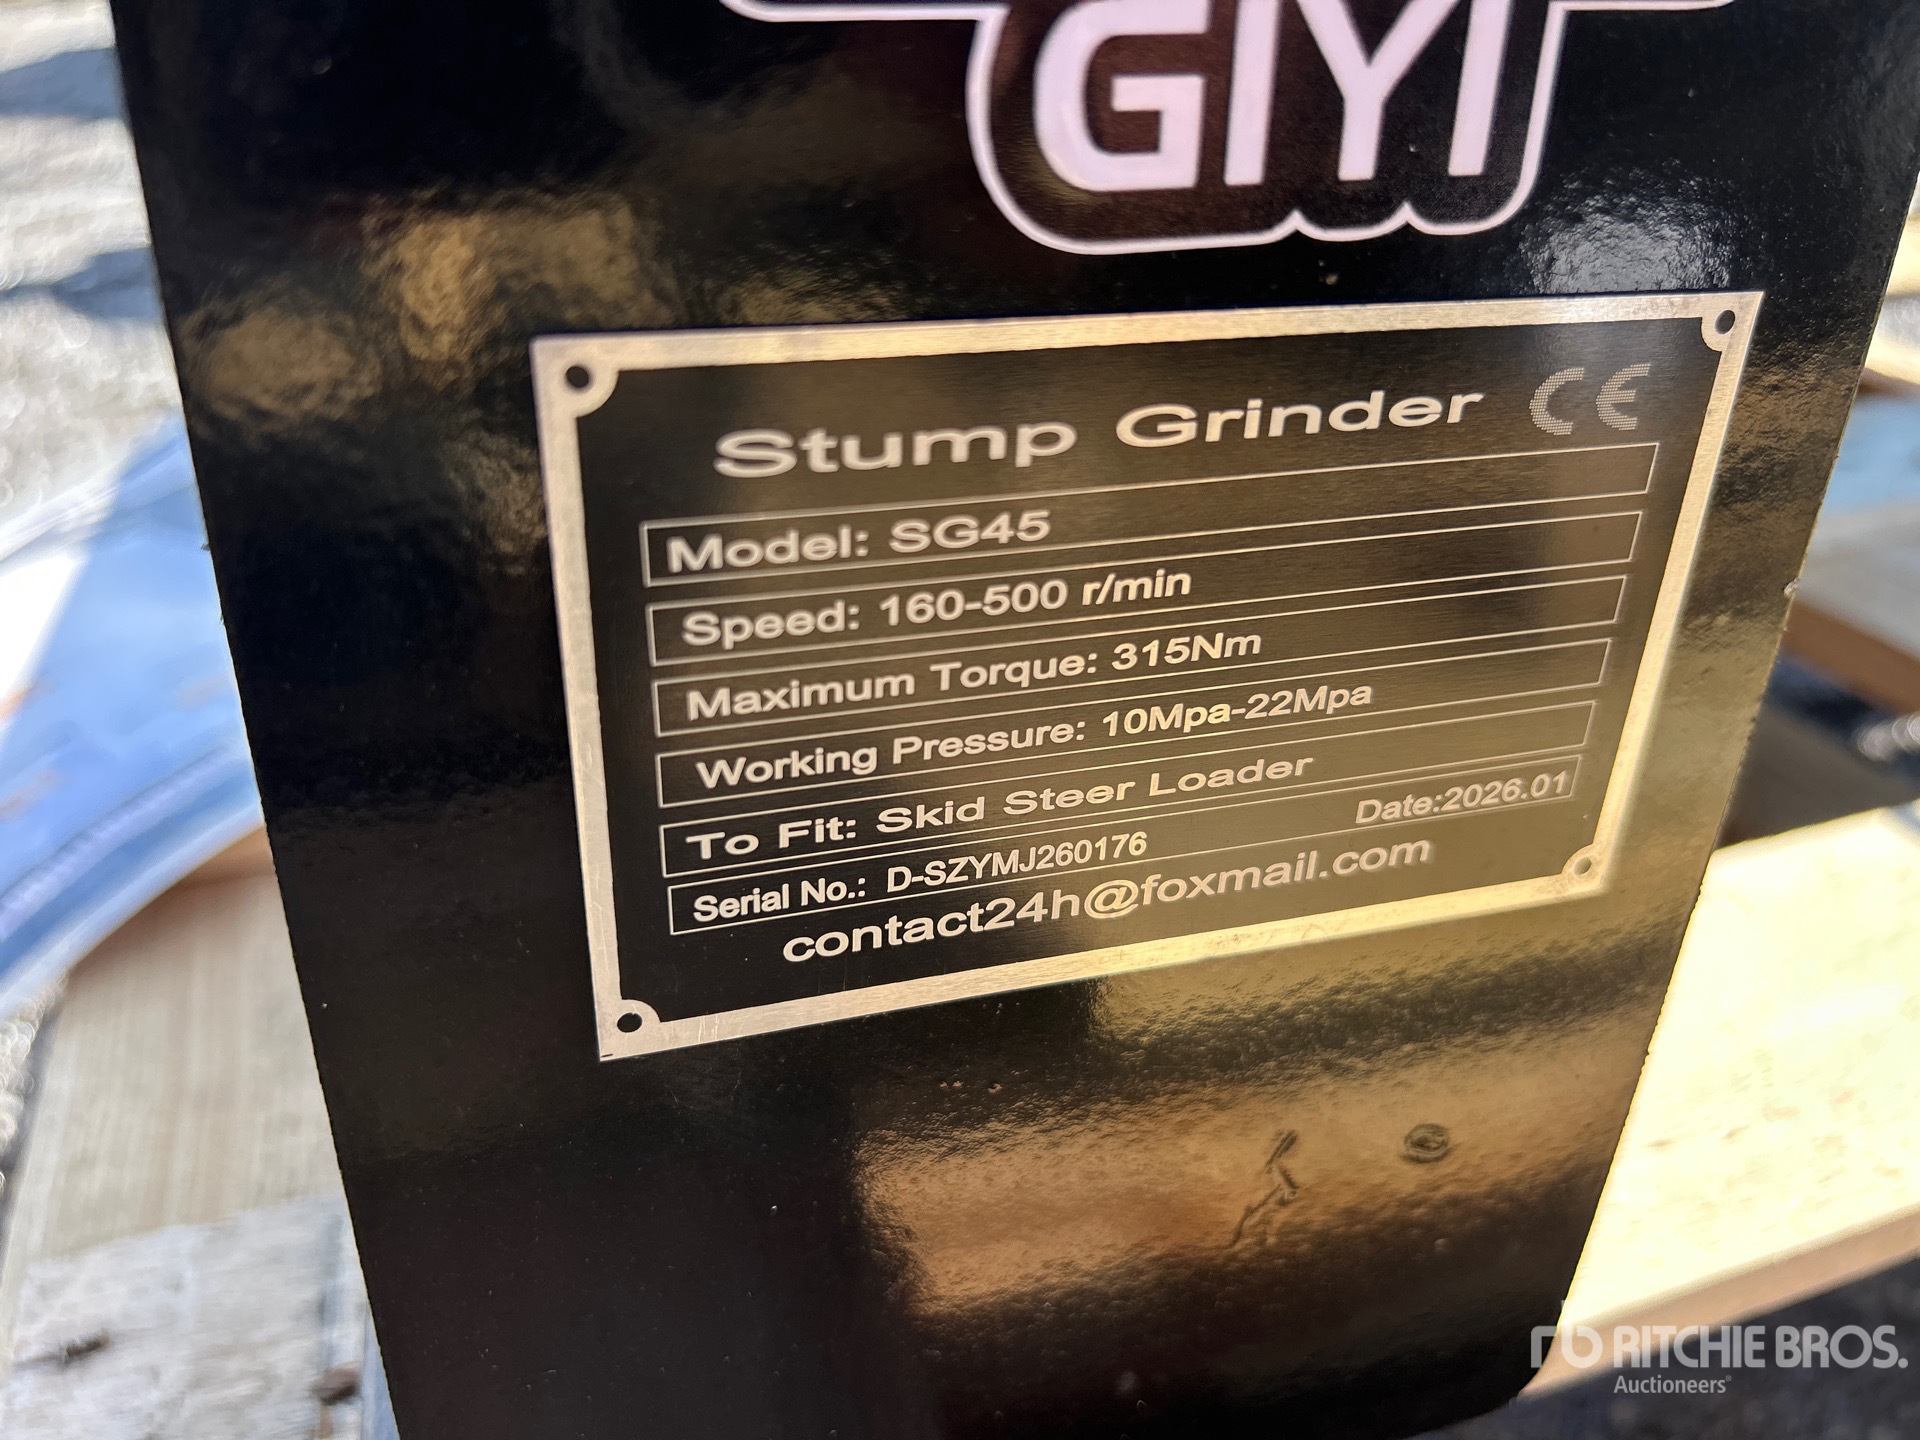 GIYI
Stump Grinder CE
Model: SG45
Speed: 160-500 r/min
Maximum Torque: 315Nm
Working Pressure: 10Mpa-22Mpa
To Fit: Skid Steer Loader
Serial No.: D-SZYMJ260176 Date:2026.01
contact24h@foxmail.com
rb RITCHIE BROS.
Auctioneers®